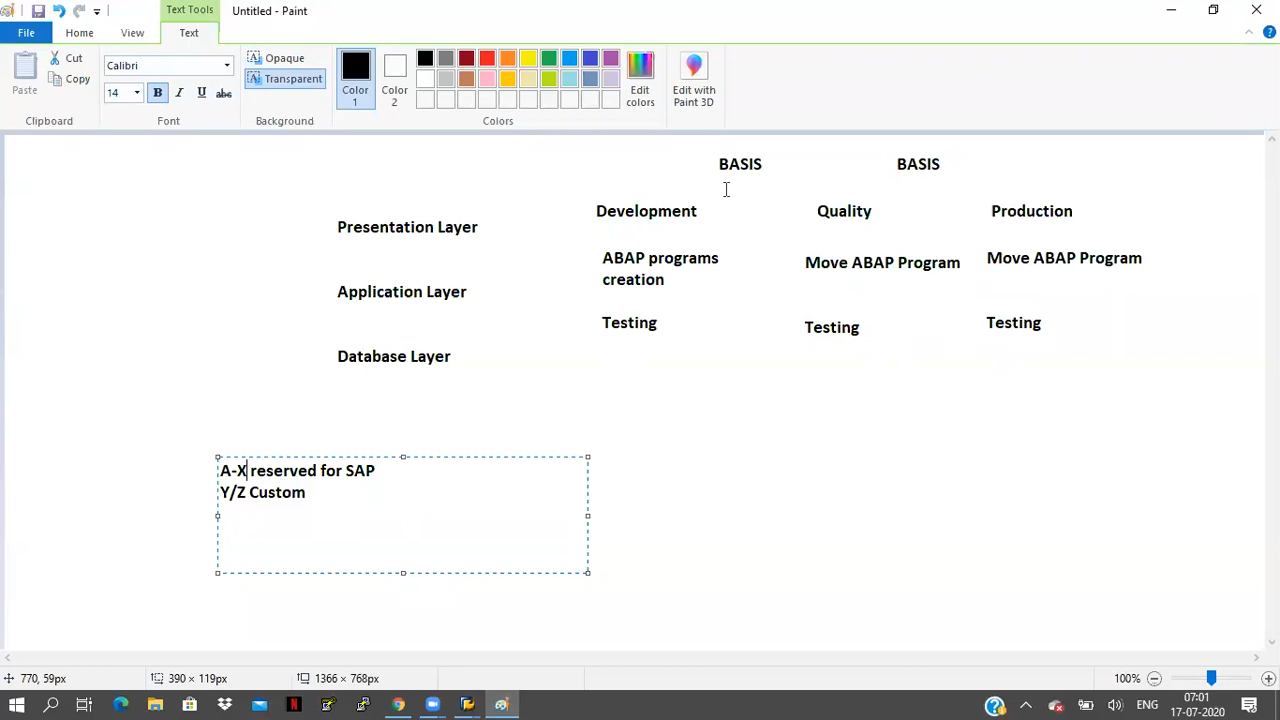 Text Tools
Untitled - Paint
File
Home
View
Text
Paste
Cut
Copy
Clipboard
Calibri
14
B
I
U
abc
Font
Opaque
Transparent
Background
Color
1
Color
2
Edit
colors
Colors
Edit with
Paint 3D
BASIS
BASIS
Development
Quality
Production
Presentation Layer
ABAP programs
creation
Move ABAP Program
Move ABAP Program
Application Layer
Testing
Testing
Testing
Database Layer
A-X reserved for SAP
Y/Z Custom
770, 59px
390 × 119px
1366 × 768px
100%
ENG
07:01
17-07-2020